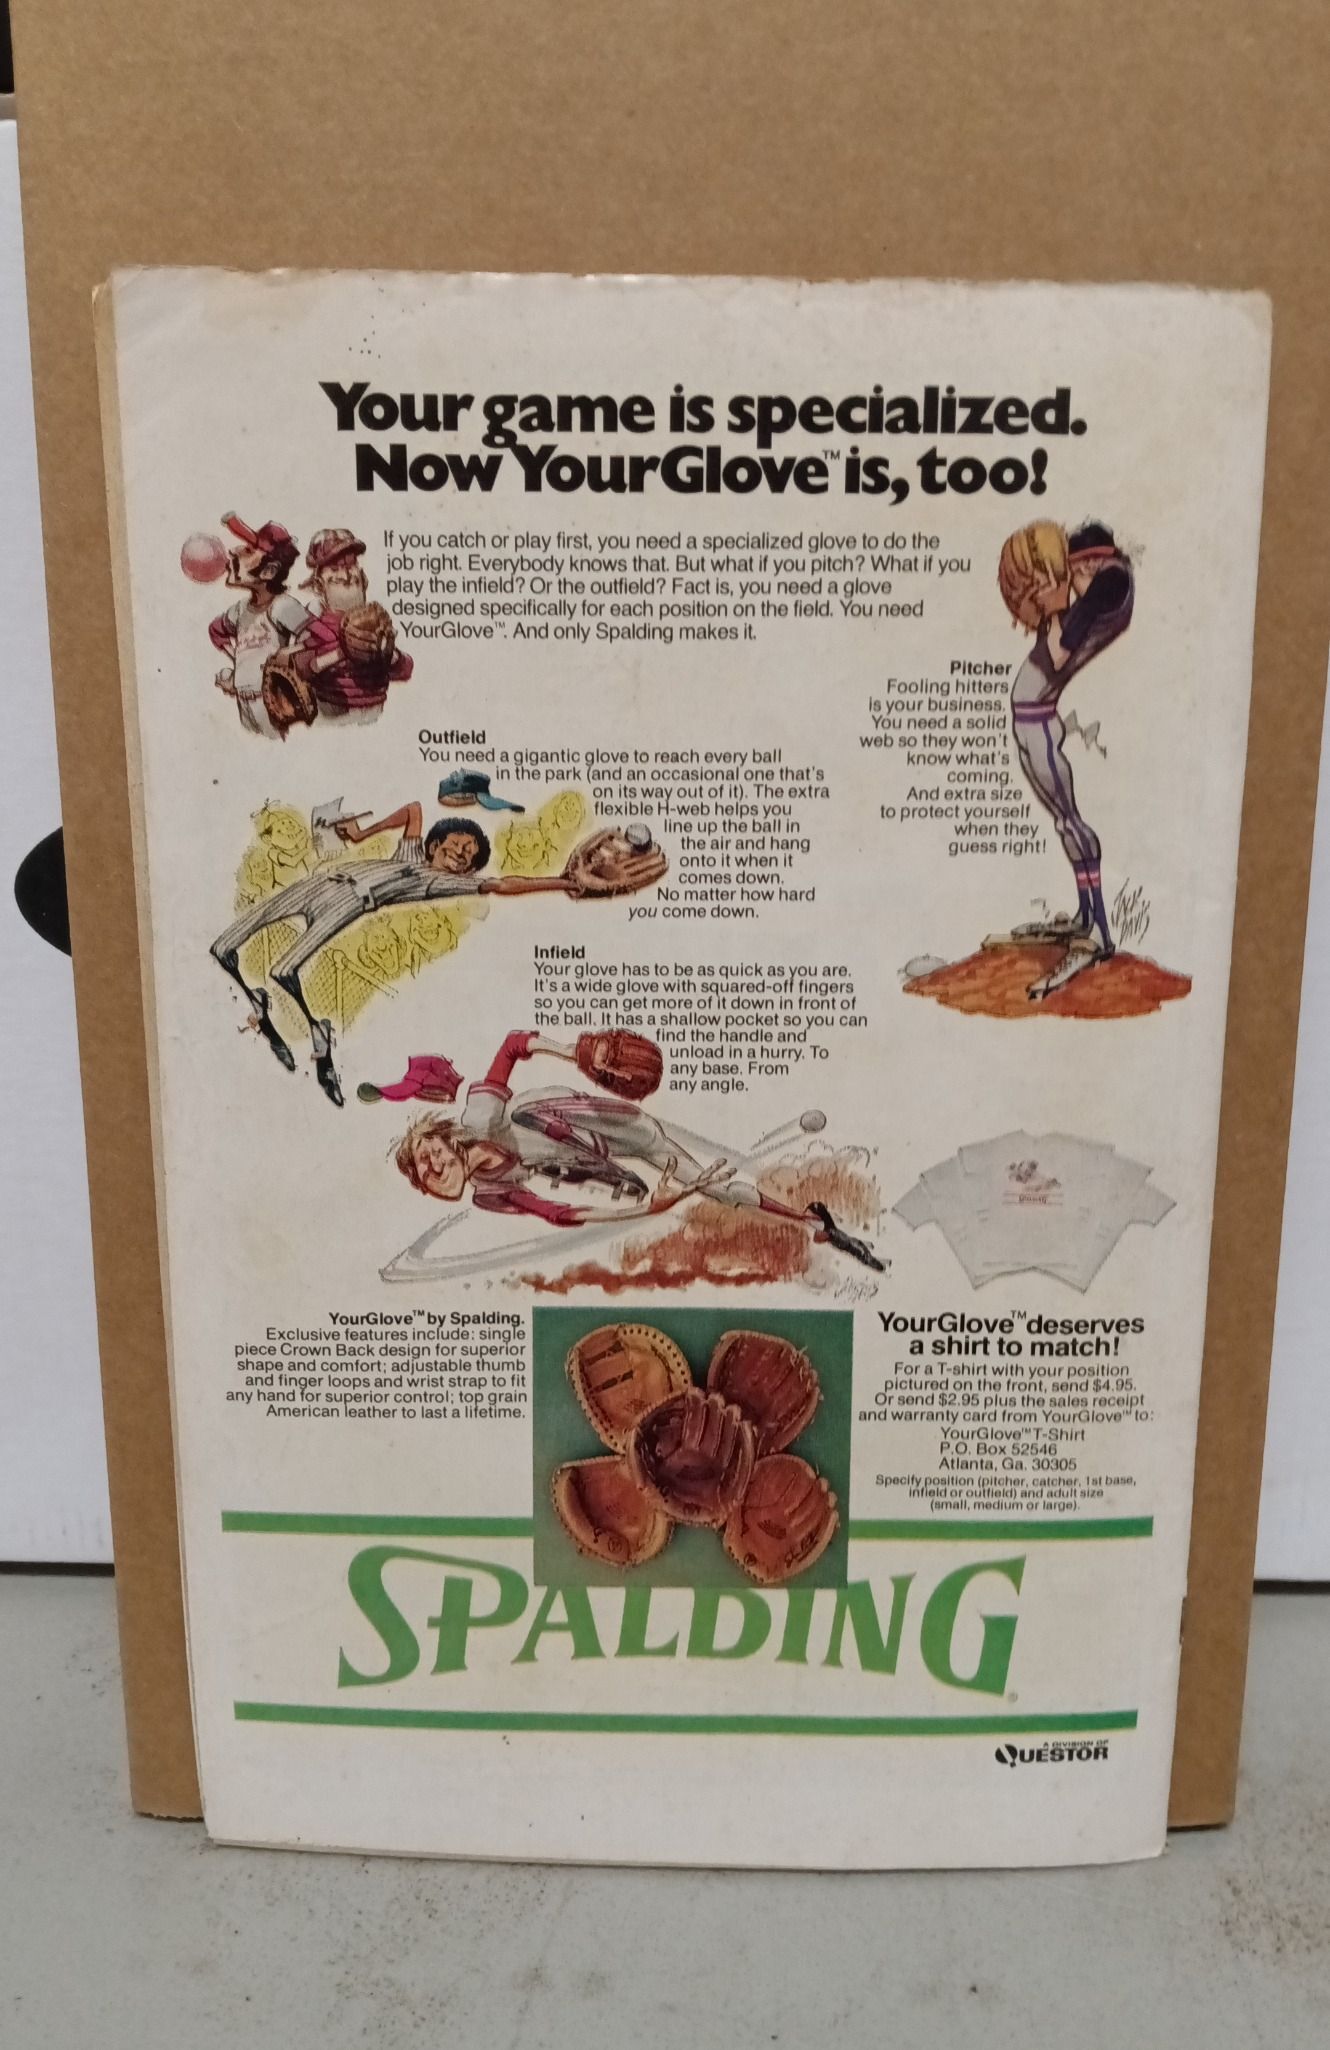 Your game is specialized.
Now YourGlove™ is, too!
If you catch or play first, you need a specialized glove to do the
job right. Everybody knows that. But what if you pitch? What if you
play the infield? Or the outfield? Fact is, you need a glove
designed specifically for each position on the field. You need
YourGlove™. And only Spalding makes it.
Pitcher
Fooling hitters
is your business.
You need a solid
web so they won't
know what's
coming.
And extra size
to protect yourself
when they
guess right!
JACK
DAVIS
Outfield
You need a gigantic glove to reach every ball
in the park (and an occasional one that's
on its way out of it). The extra
flexible H-web helps you
line up the ball in
the air and hang
onto it when it
comes down.
No matter how hard
you come down.
Infield
Your glove has to be as quick as you are.
It's a wide glove with squared-off fingers
so you can get more of it down in front of
the ball. It has a shallow pocket so you can
find the handle and
unload in a hurry. To
any base. From
any angle.
SPALDING
YourGlove™ by Spalding.
Exclusive features include: single
piece Crown Back design for superior
shape and comfort; adjustable thumb
and finger loops and wrist strap to fit
any hand for superior control; top grain
American leather to last a lifetime.
YourGlove™ deserves
a shirt to match!
For a T-shirt with your position
pictured on the front, send $4.95.
Or send $2.95 plus the sales receipt
and warranty card from YourGlove™ to:
YourGlove™ T-Shirt
P.O. Box 52546
Atlanta, Ga. 30305
Specify position (pitcher, catcher, 1st base,
infield or outfield) and adult size
(small, medium or large).
SPALDING®
A DIVISION OF
QUESTOR